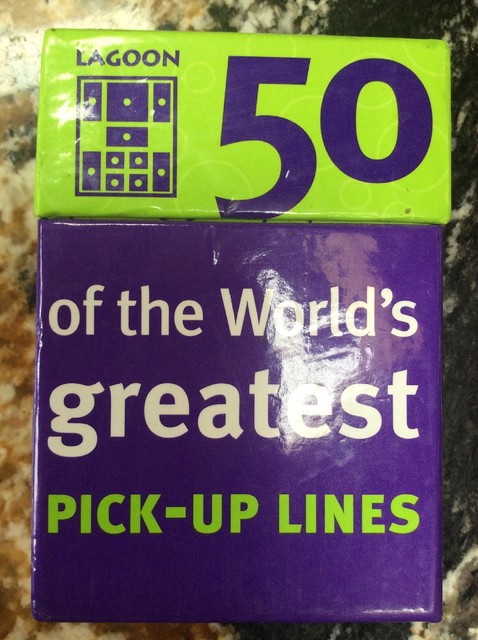 LAGOON
50
of the World's
greatest
PICK-UP LINES